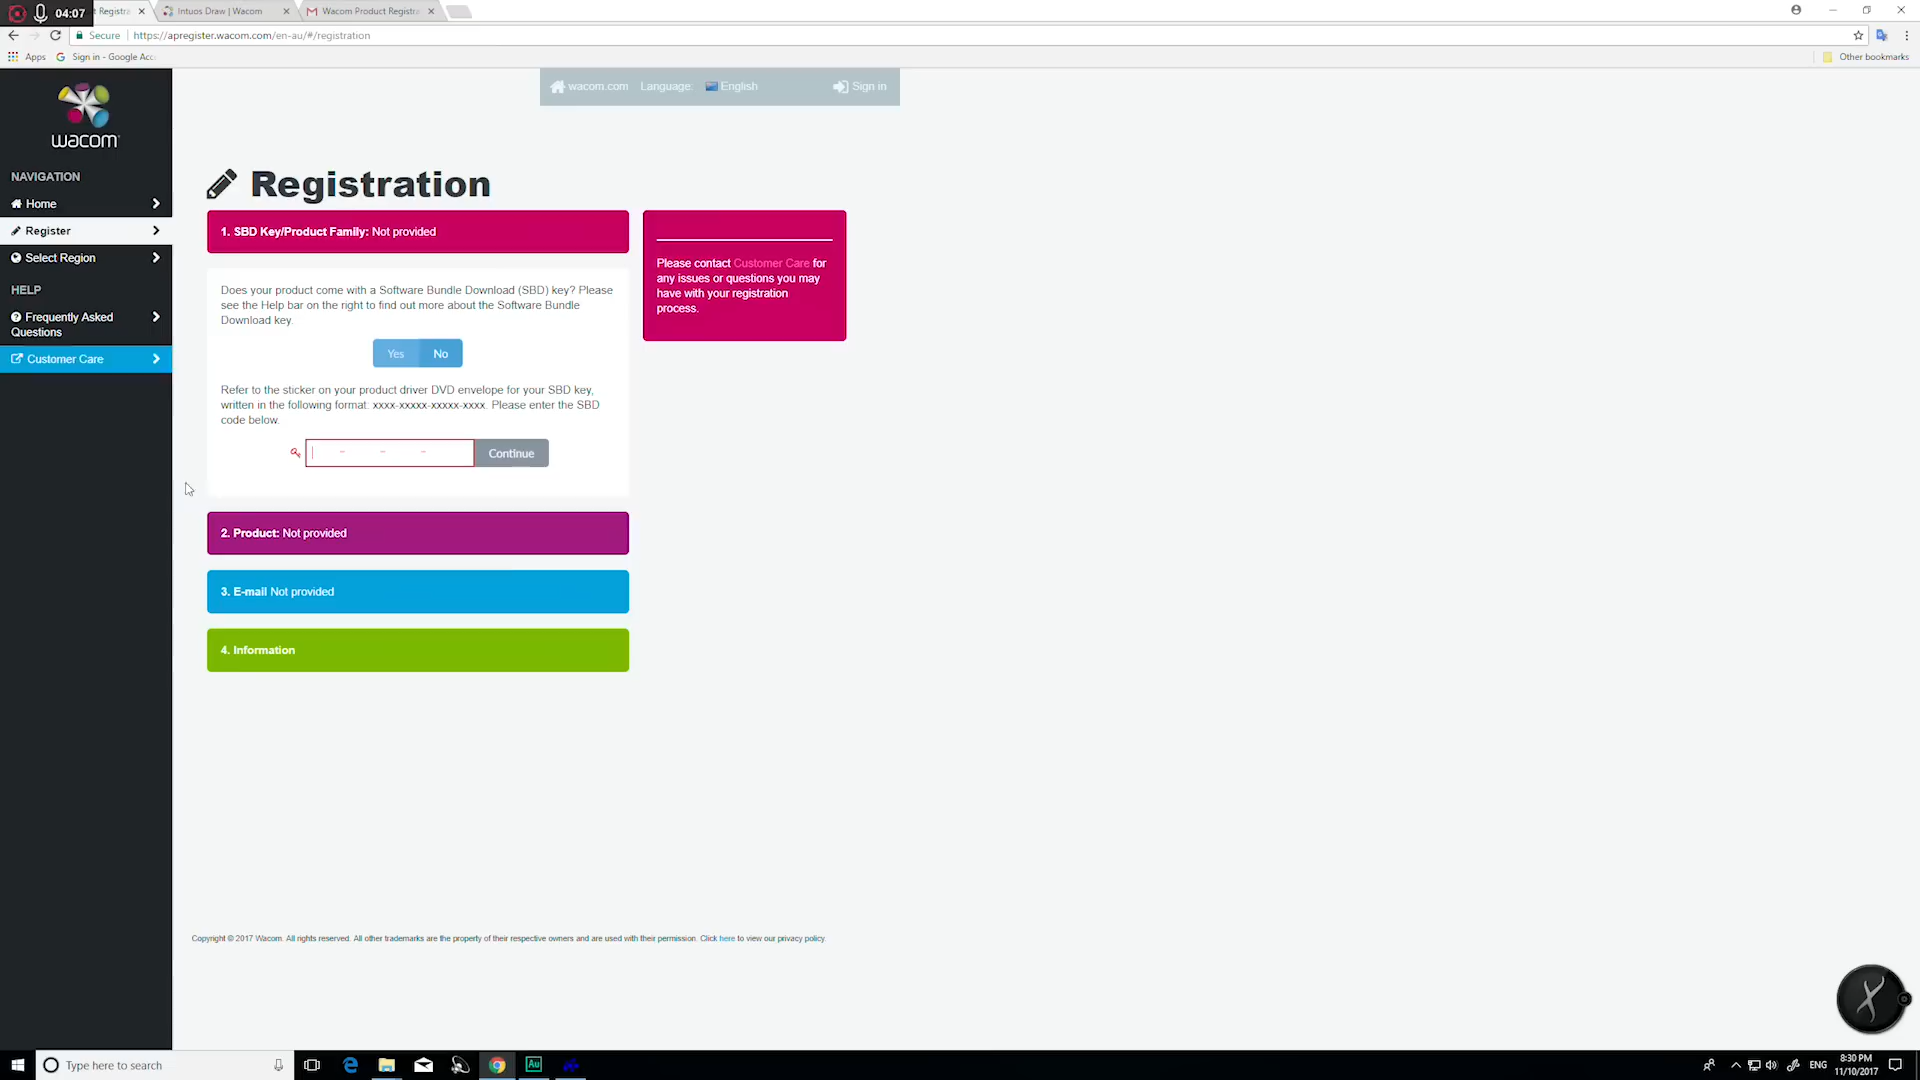 04:07
t Registra
Intuos Draw | Wacom
Wacom Product Registra
Secure
https://apregister.wacom.com/en-au/#/registration
Apps
Sign in - Google Acc
Other bookmarks
wacom
wacom.com
Language:
English
Sign in
NAVIGATION
Home
Register
Select Region
HELP
Frequently Asked
Questions
Customer Care
Registration
1. SBD Key/Product Family: Not provided
Does your product come with a Software Bundle Download (SBD) key? Please
see the Help bar on the right to find out more about the Software Bundle
Download key.
Yes No
Refer to the sticker on your product driver DVD envelope for your SBD key,
written in the following format: xxxx-xxxxx-xxxxx-xxxx. Please enter the SBD
code below.
- - -
Continue
Please contact Customer Care for
any issues or questions you may
have with your registration
process.
2. Product: Not provided
3. E-mail Not provided
4. Information
Copyright © 2017 Wacom. All rights reserved. All other trademarks are the property of their respective owners and are used with their permission. Click here to view our privacy policy.
Type here to search
Au
ENG
8:30 PM
11/10/2017